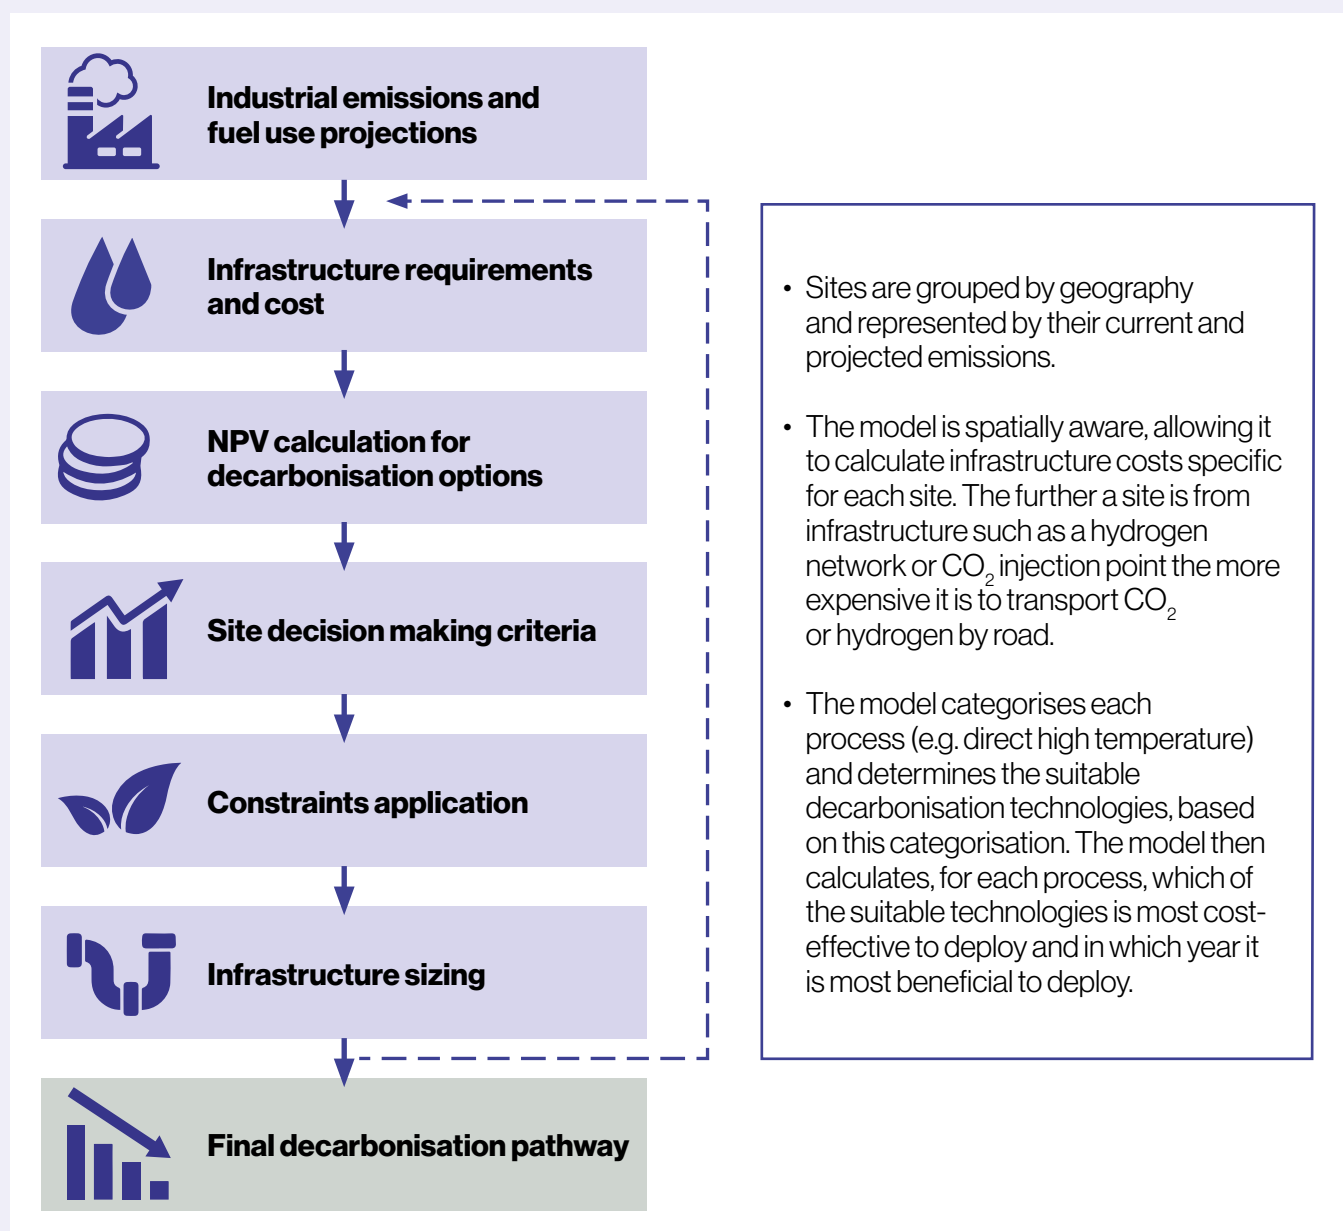 Industrial emissions and
fuel use projections
Infrastructure requirements
and cost
NPV calculation for
decarbonisation options
Site decision making criteria
Constraints application
Infrastructure sizing
Final decarbonisation pathway
• Sites are grouped by geography
and represented by their current and
projected emissions.
• The model is spatially aware, allowing it
to calculate infrastructure costs specific
for each site. The further a site is from
infrastructure such as a hydrogen
network or CO₂ injection point the more
expensive it is to transport CO₂
or hydrogen by road.
• The model categorises each
process (e.g. direct high temperature)
and determines the suitable
decarbonisation technologies, based
on this categorisation. The model then
calculates, for each process, which of
the suitable technologies is most cost-
effective to deploy and in which year it
is most beneficial to deploy.